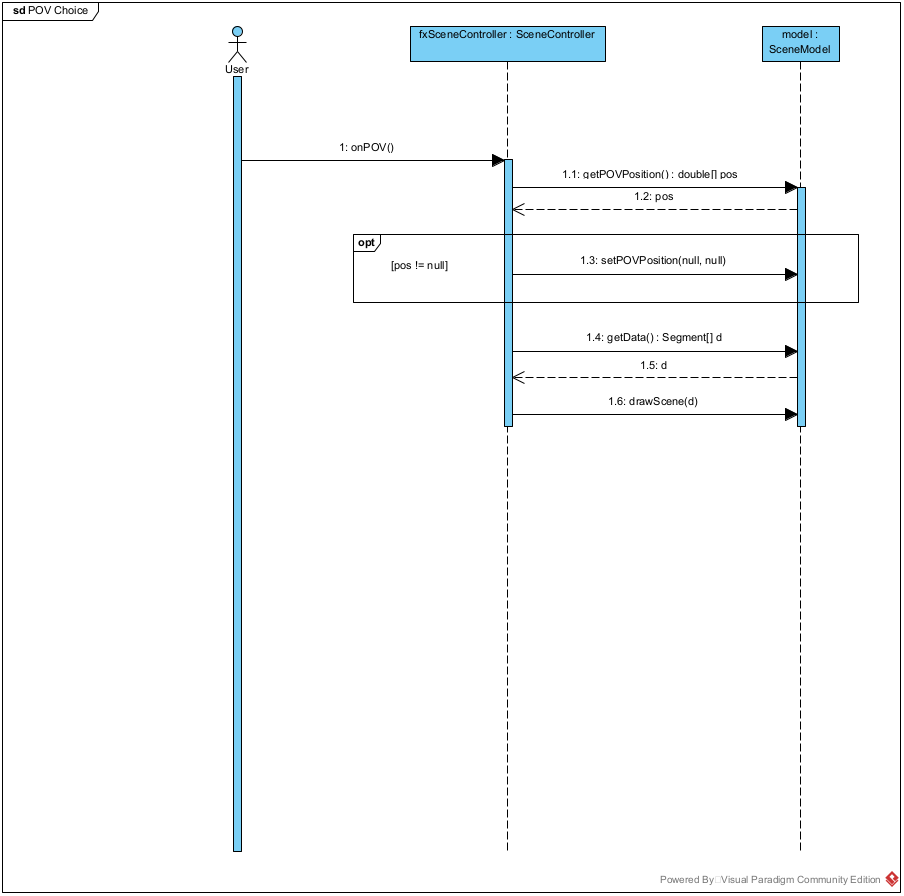 sd POV Choice
fxSceneController : SceneController
model :
SceneModel
User
1: onPOV()
1.1: getPOVPosition() : double[] pos
1.2: pos
opt
[pos != null]
1.3: setPOVPosition(null, null)
1.4: getData() : Segment[] d
1.5: d
1.6: drawScene(d)
Powered By Visual Paradigm Community Edition